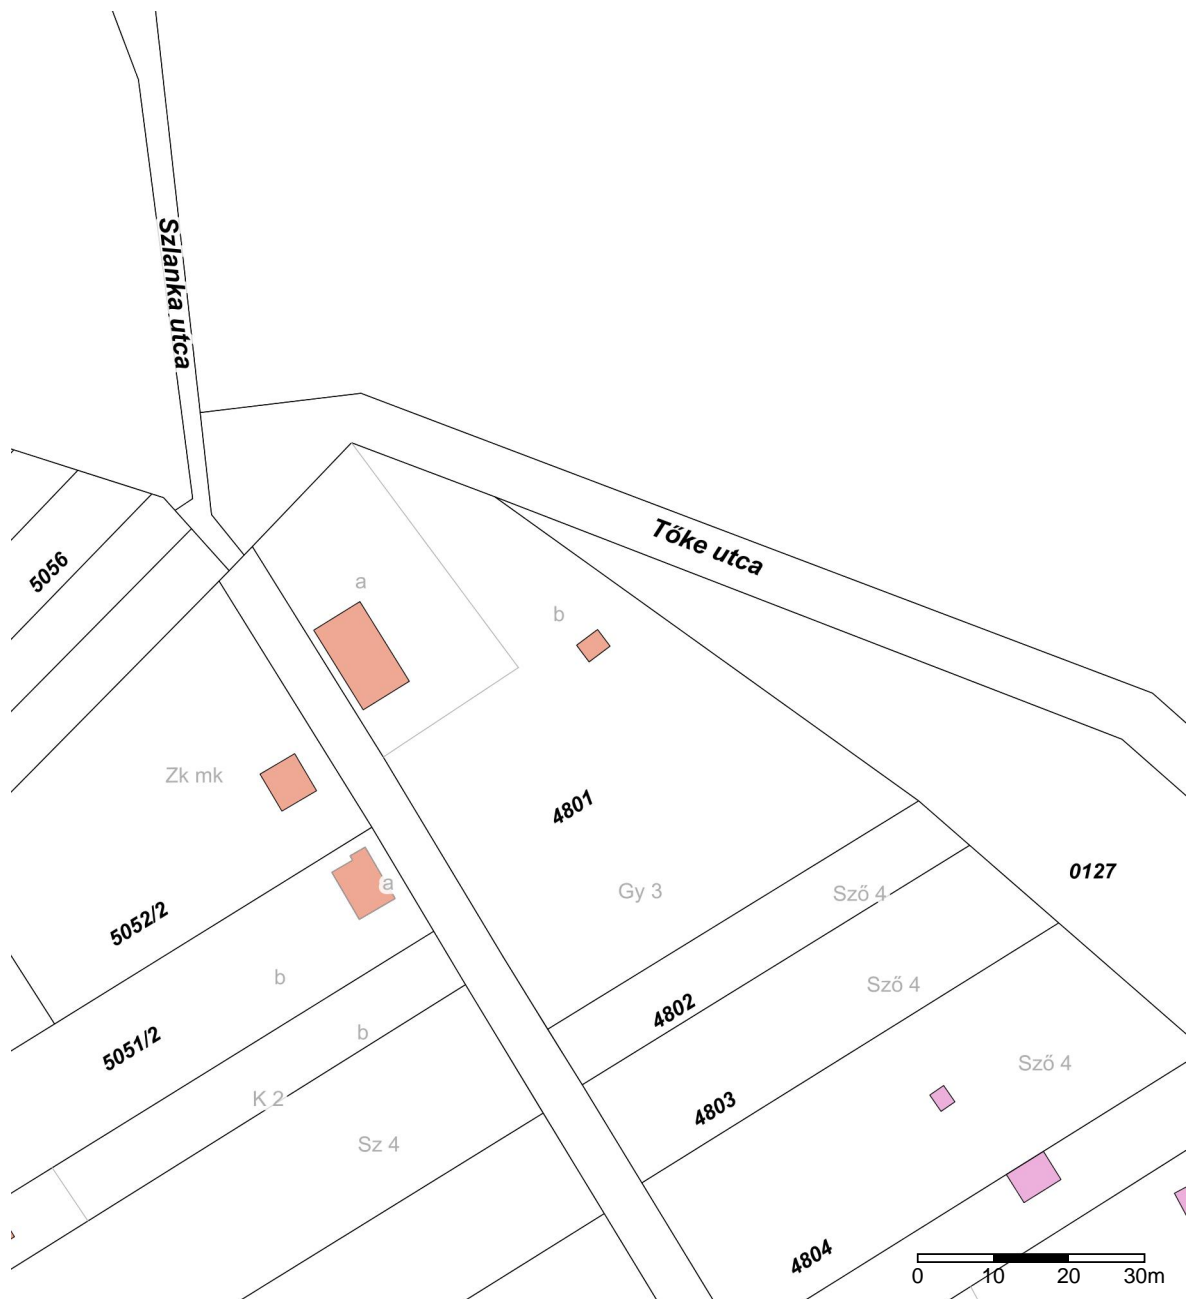 Szlanka utca
Tőke utca
5056
a
b
Zk mk
4801
0127
a
Gy 3
Sző 4
5052/2
b
Sző 4
4802
5051/2
b
Sző 4
K 2
4803
Sz 4
4804
0 10 20 30m